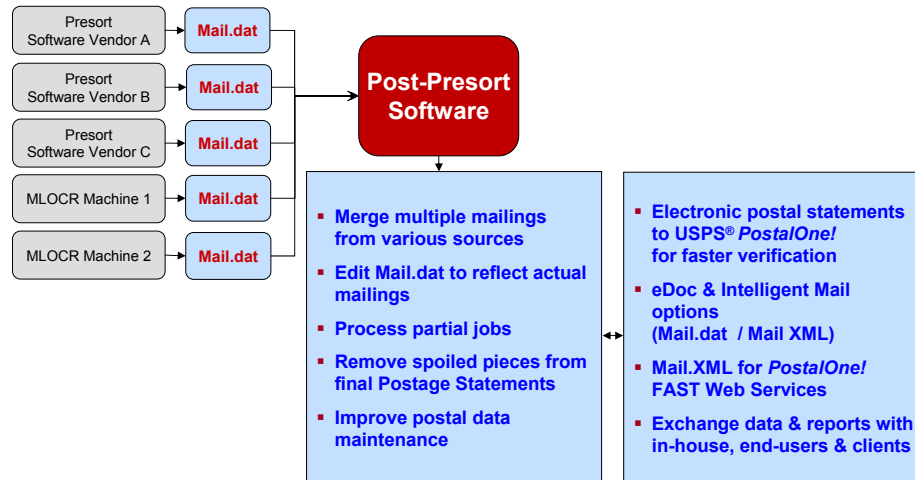 Presort
Software Vendor A
Mail.dat
Presort
Software Vendor B
Mail.dat
Presort
Software Vendor C
Mail.dat
MLOCR Machine 1
Mail.dat
MLOCR Machine 2
Mail.dat
Post-Presort
Software
▪ Merge multiple mailings
from various sources
▪ Edit Mail.dat to reflect actual
mailings
▪ Process partial jobs
▪ Remove spoiled pieces from
final Postage Statements
▪ Improve postal data
maintenance
▪ Electronic postal statements
to USPS® PostalOne!
for faster verification
▪ eDoc & Intelligent Mail
options
(Mail.dat / Mail XML)
▪ Mail.XML for PostalOne!
FAST Web Services
▪ Exchange data & reports with
in-house, end-users & clients